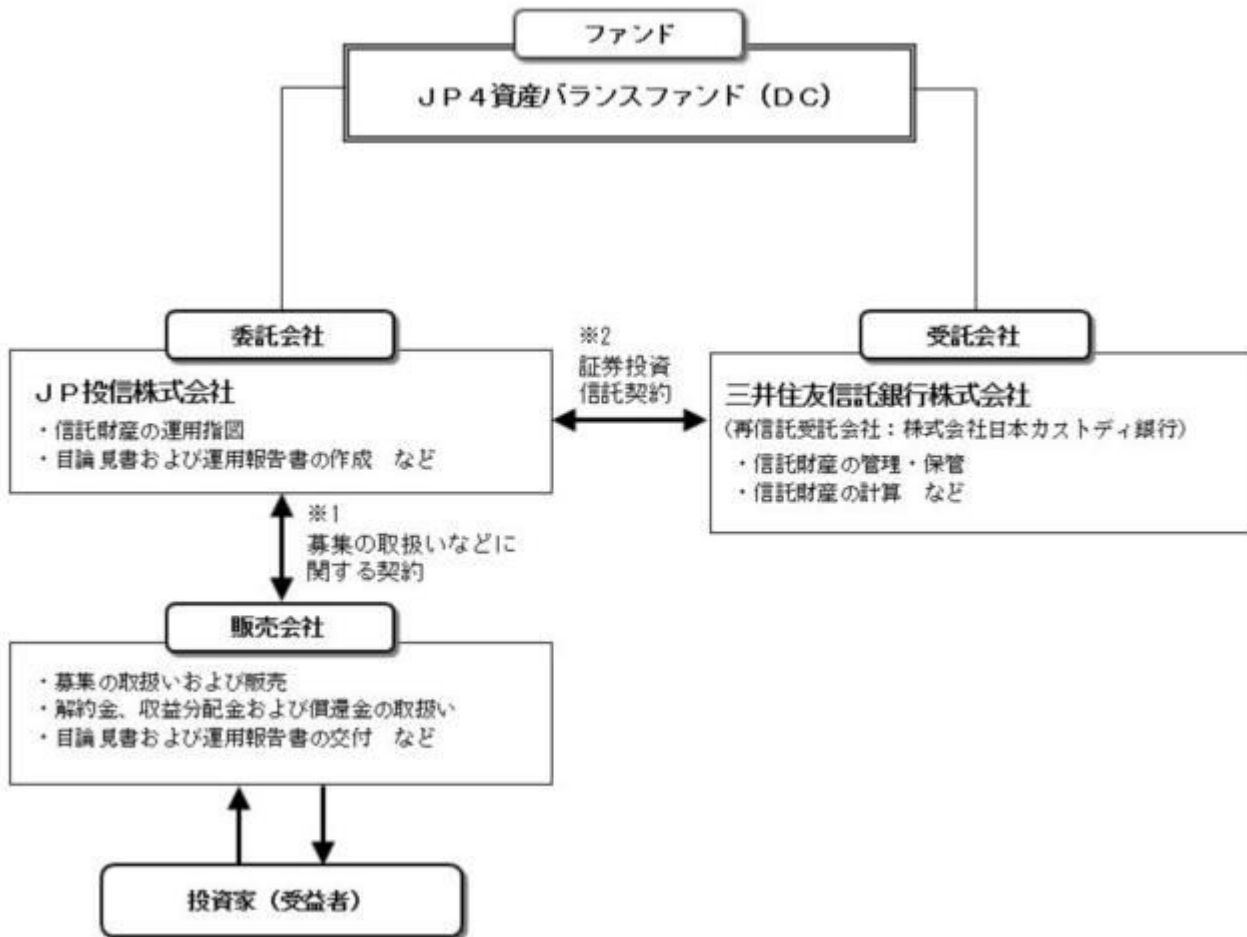 ファンド
ＪＰ４資産バランスファンド（ＤＣ）
委託会社
ＪＰ投信株式会社
・信託財産の運用指図
・目論見書および運用報告書の作成　など
※2
証券投資
信託契約
受託会社
三井住友信託銀行株式会社
（再信託受託会社：株式会社日本カストディ銀行）
・信託財産の管理・保管
・信託財産の計算　など
※1
募集の取扱いなどに
関する契約
販売会社
・募集の取扱いおよび販売
・解約金、収益分配金および償還金の取扱い
・目論見書および運用報告書の交付　など
投資家（受益者）